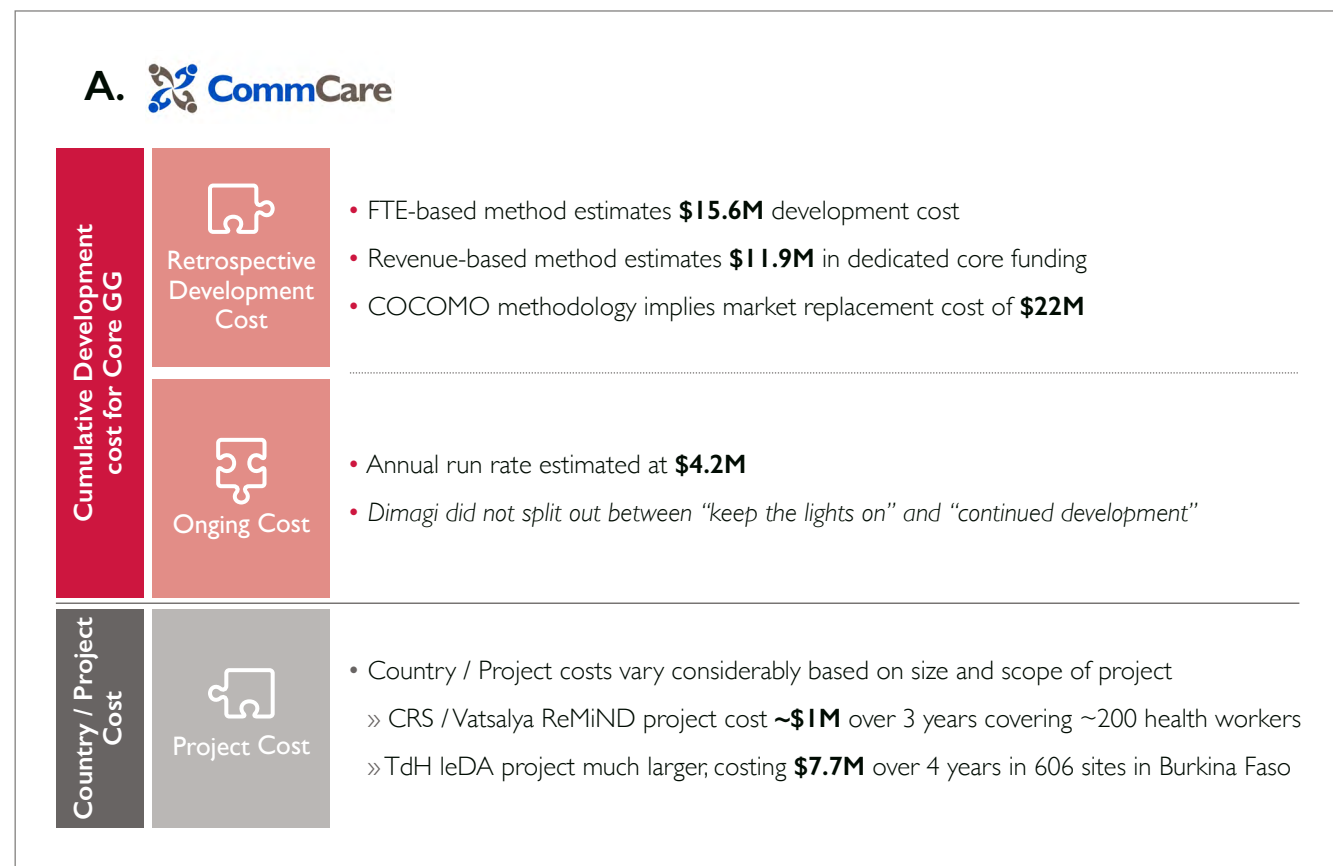 A. CommCare
Cumulative Development
cost for Core GG
Retrospective
Development
Cost
• FTE-based method estimates $15.6M development cost
• Revenue-based method estimates $11.9M in dedicated core funding
• COCOMO methodology implies market replacement cost of $22M
Onging Cost
• Annual run rate estimated at $4.2M
• Dimagi did not split out between “keep the lights on” and “continued development”
Country / Project
Cost
Project Cost
• Country / Project costs vary considerably based on size and scope of project
» CRS / Vatsalya ReMiND project cost ~$1M over 3 years covering ~200 health workers
» TdH leDA project much larger, costing $7.7M over 4 years in 606 sites in Burkina Faso